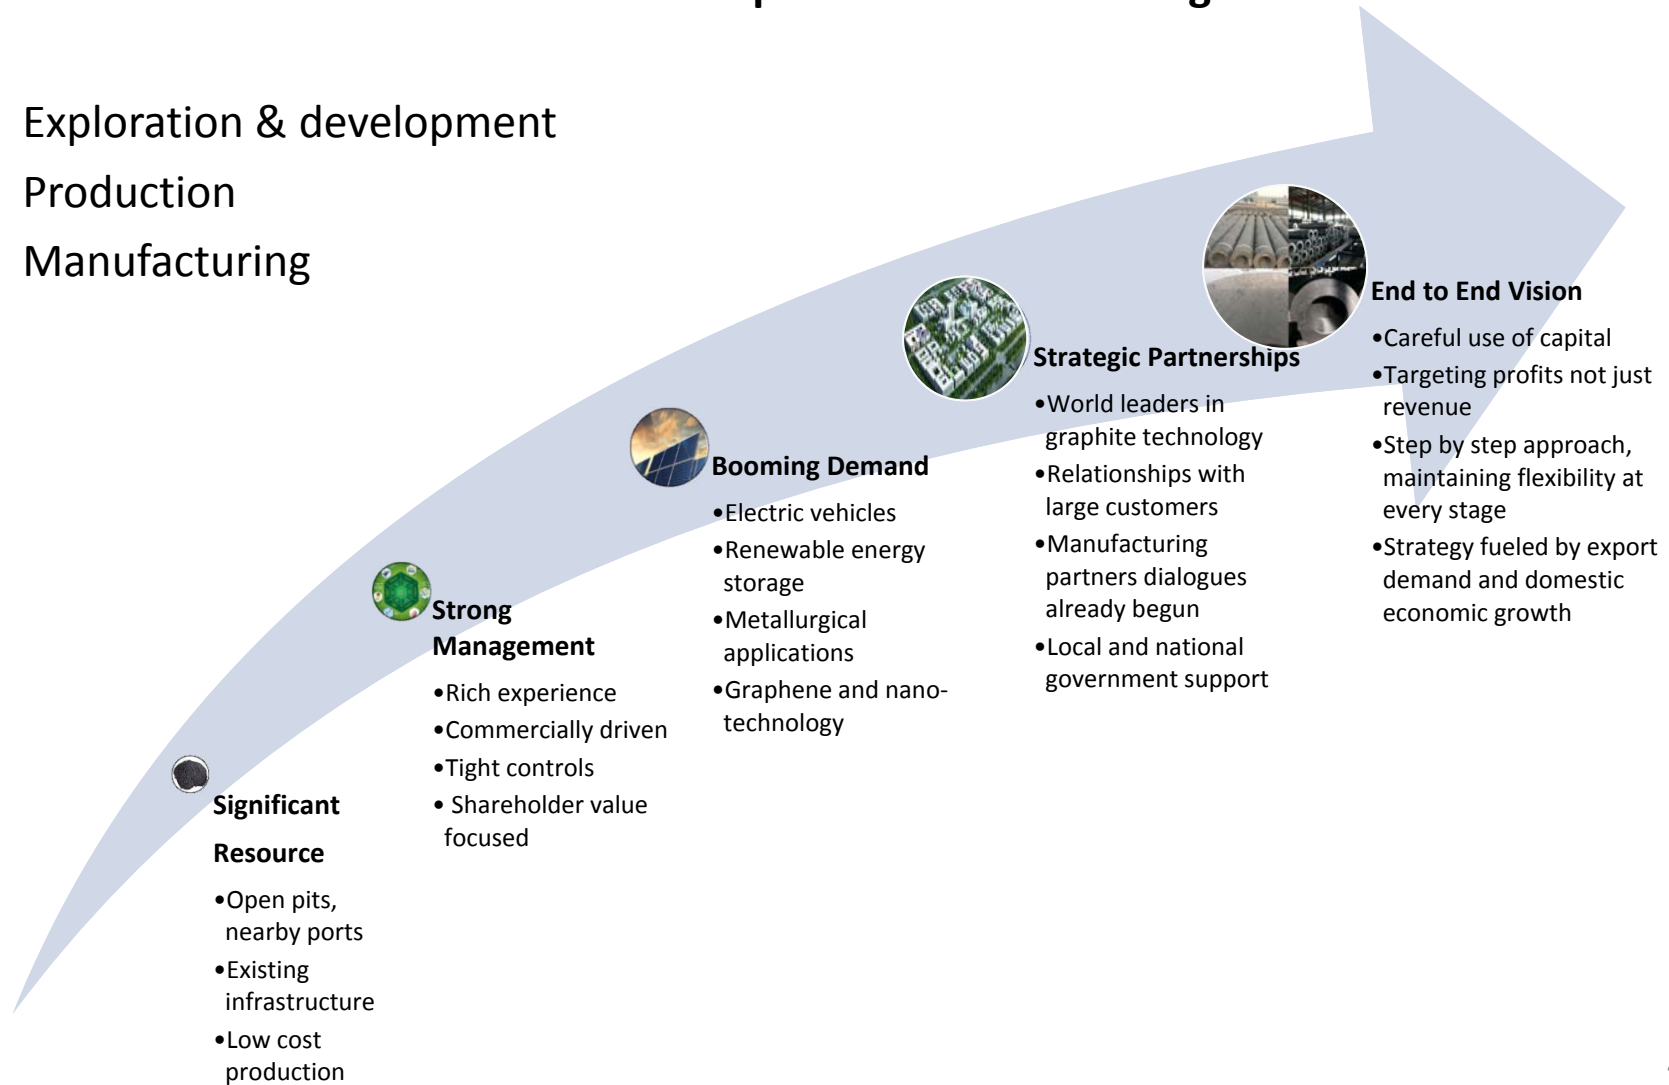 Exploration & development
Production
Manufacturing
End to End Vision
•Careful use of capital
•Targeting profits not just
revenue
•Step by step approach,
maintaining flexibility at
every stage
•Strategy fueled by export
demand and domestic
economic growth
Strategic Partnerships
•World leaders in
graphite technology
•Relationships with
large customers
•Manufacturing
partners dialogues
already begun
•Local and national
government support
Booming Demand
•Electric vehicles
•Renewable energy
storage
•Metallurgical
applications
•Graphene and nano-
technology
Strong
Management
•Rich experience
•Commercially driven
•Tight controls
• Shareholder value
focused
Significant
Resource
•Open pits,
nearby ports
•Existing
infrastructure
•Low cost
production